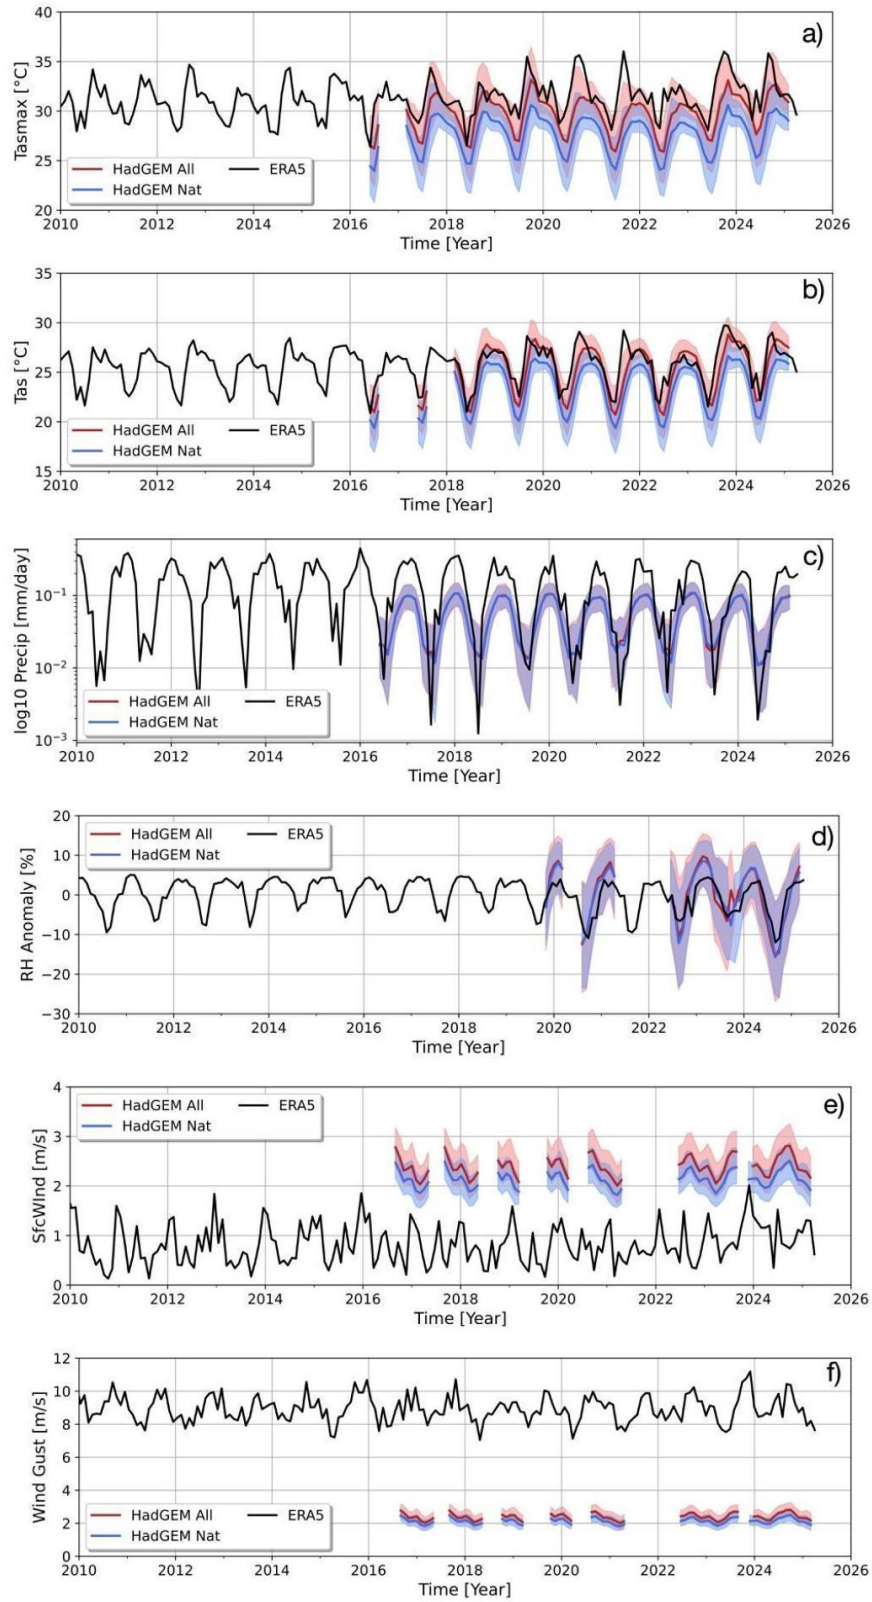 a)
Tasmax [°C]
40
35
30
25
20
HadGEM All
HadGEM Nat
ERA5
2010 2012 2014 2016 2018 2020 2022 2024 2026
Time [Year]
b)
Tas [°C]
35
30
25
20
15
HadGEM All
HadGEM Nat
ERA5
2010 2012 2014 2016 2018 2020 2022 2024 2026
Time [Year]
c)
log10 Precip [mm/day]
10⁻¹
10⁻²
10⁻³
HadGEM All
HadGEM Nat
ERA5
2010 2012 2014 2016 2018 2020 2022 2024 2026
Time [Year]
d)
RH Anomaly [%]
20
10
0
−10
−20
−30
HadGEM All
HadGEM Nat
ERA5
2010 2012 2014 2016 2018 2020 2022 2024 2026
Time [Year]
e)
SfcWInd [m/s]
4
3
2
1
0
HadGEM All
HadGEM Nat
ERA5
2010 2012 2014 2016 2018 2020 2022 2024 2026
Time [Year]
f)
Wind Gust [m/s]
12
10
8
6
4
2
0
HadGEM All
HadGEM Nat
ERA5
2010 2012 2014 2016 2018 2020 2022 2024 2026
Time [Year]